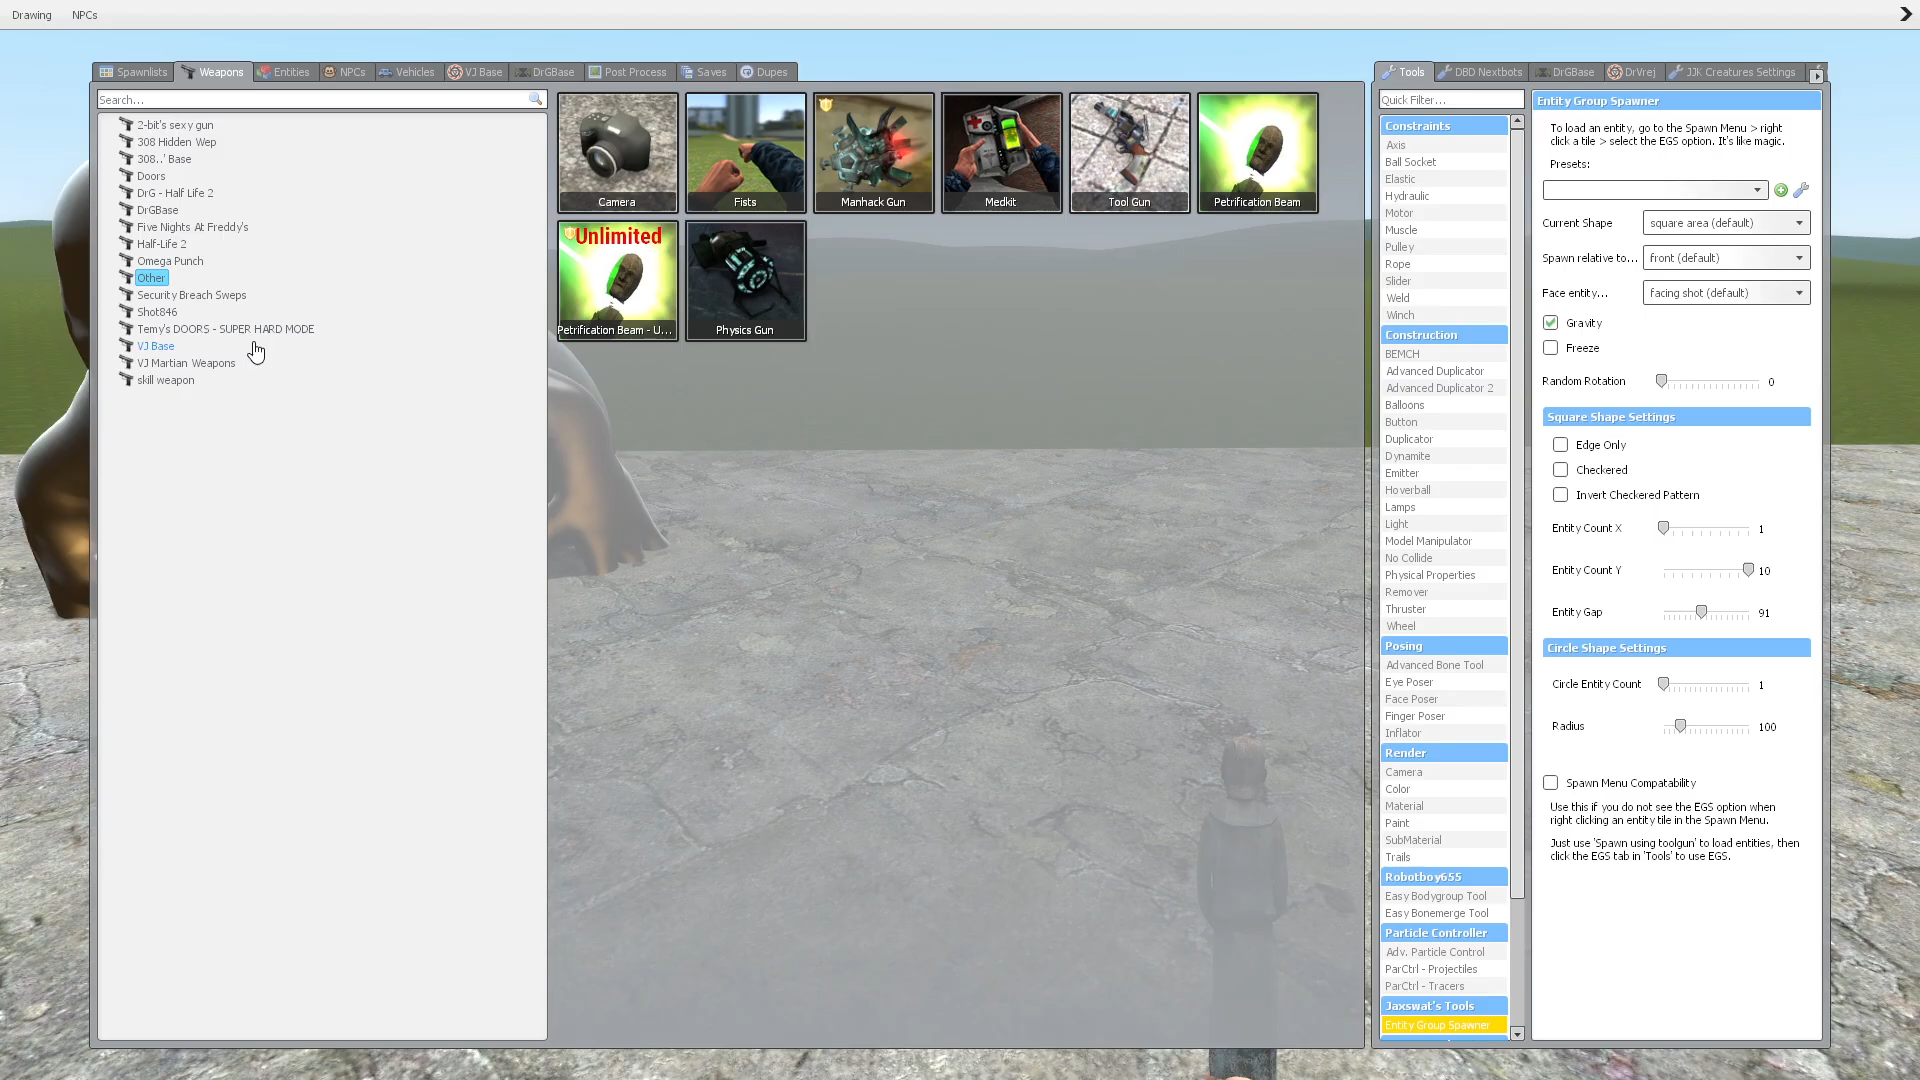 Drawing NPCs
Spawnlists Weapons Entities NPCs Vehicles VJ Base DrGBase Post Process Saves Dupes
Search...
2-bit's sexy gun
308 Hidden Wep
308..' Base
Doors
DrG - Half Life 2
DrGBase
Five Nights At Freddy's
Half-Life 2
Omega Punch
Other
Security Breach Sweps
Shot846
Temy's DOORS - SUPER HARD MODE
VJ Base
VJ Martian Weapons
skill weapon
Camera
Fists
Manhack Gun
Medkit
Tool Gun
Petrification Beam
Unlimited
Petrification Beam - U...
Physics Gun
Tools DBD Nextbots DrGBase DrVrej JJK Creatures Settings
Quick Filter...
Constraints
Axis
Ball Socket
Elastic
Hydraulic
Motor
Muscle
Pulley
Rope
Slider
Weld
Winch
Construction
BEMCH
Advanced Duplicator
Advanced Duplicator 2
Balloons
Button
Duplicator
Dynamite
Emitter
Hoverball
Lamps
Light
Model Manipulator
No Collide
Physical Properties
Remover
Thruster
Wheel
Posing
Advanced Bone Tool
Eye Poser
Face Poser
Finger Poser
Inflator
Render
Camera
Color
Material
Paint
SubMaterial
Trails
Robotboy655
Easy Bodygroup Tool
Easy Bonemerge Tool
Particle Controller
Adv. Particle Control
ParCtrl - Projectiles
ParCtrl - Tracers
Jaxswat's Tools
Entity Group Spawner
Entity Group Spawner
To load an entity, go to the Spawn Menu > right
click a tile > select the EGS option. It's like magic.
Presets:
Current Shape square area (default)
Spawn relative to... front (default)
Face entity... facing shot (default)
Gravity
Freeze
Random Rotation 0
Square Shape Settings
Edge Only
Checkered
Invert Checkered Pattern
Entity Count X 1
Entity Count Y 10
Entity Gap 91
Circle Shape Settings
Circle Entity Count 1
Radius 100
Spawn Menu Compatability
Use this if you do not see the EGS option when
right clicking an entity tile in the Spawn Menu.
Just use 'Spawn using toolgun' to load entities, then
click the EGS tab in 'Tools' to use EGS.